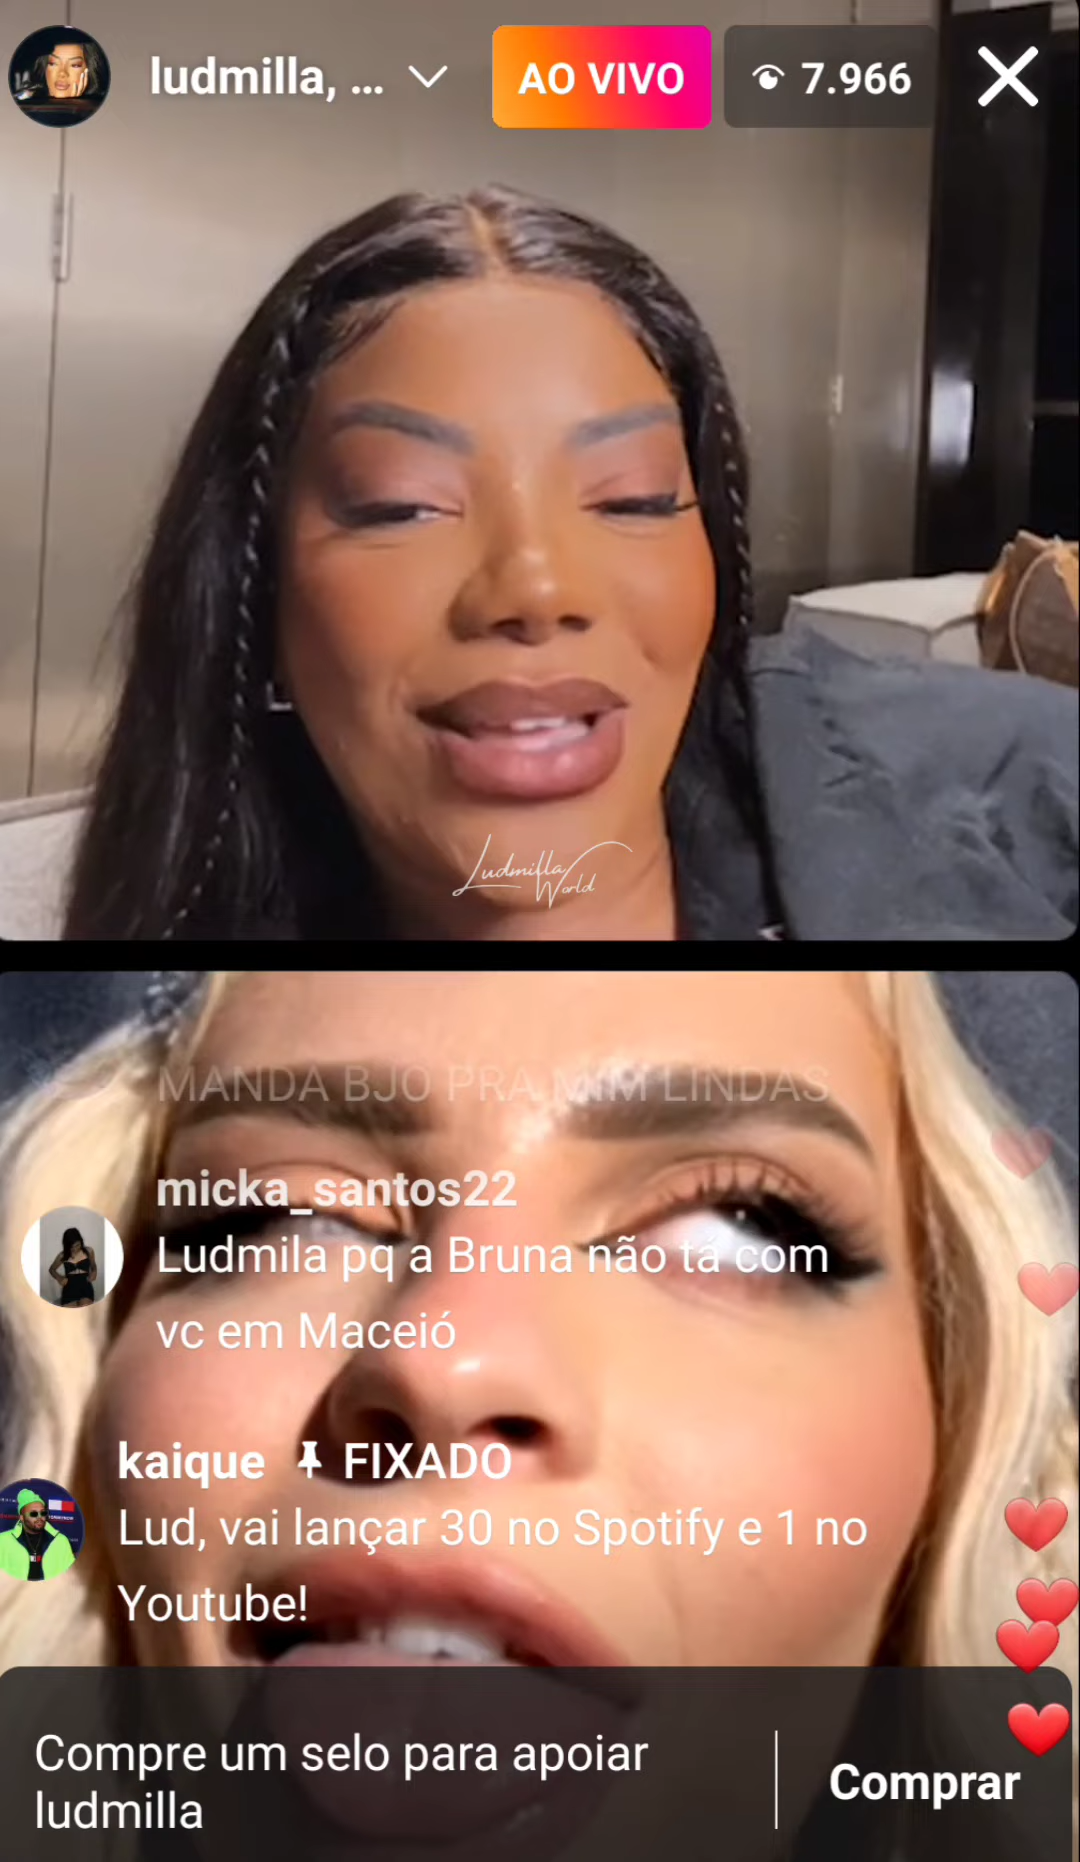 ludmilla, ...
AO VIVO
7.966
Ludmilla
World
MANDA BJO PRA MIM LINDAS
micka_santos22
Ludmila pq a Bruna não tá com
vc em Maceió
kaique FIXADO
Lud, vai lançar 30 no Spotify e 1 no
Youtube!
Compre um selo para apoiar
ludmilla
Comprar